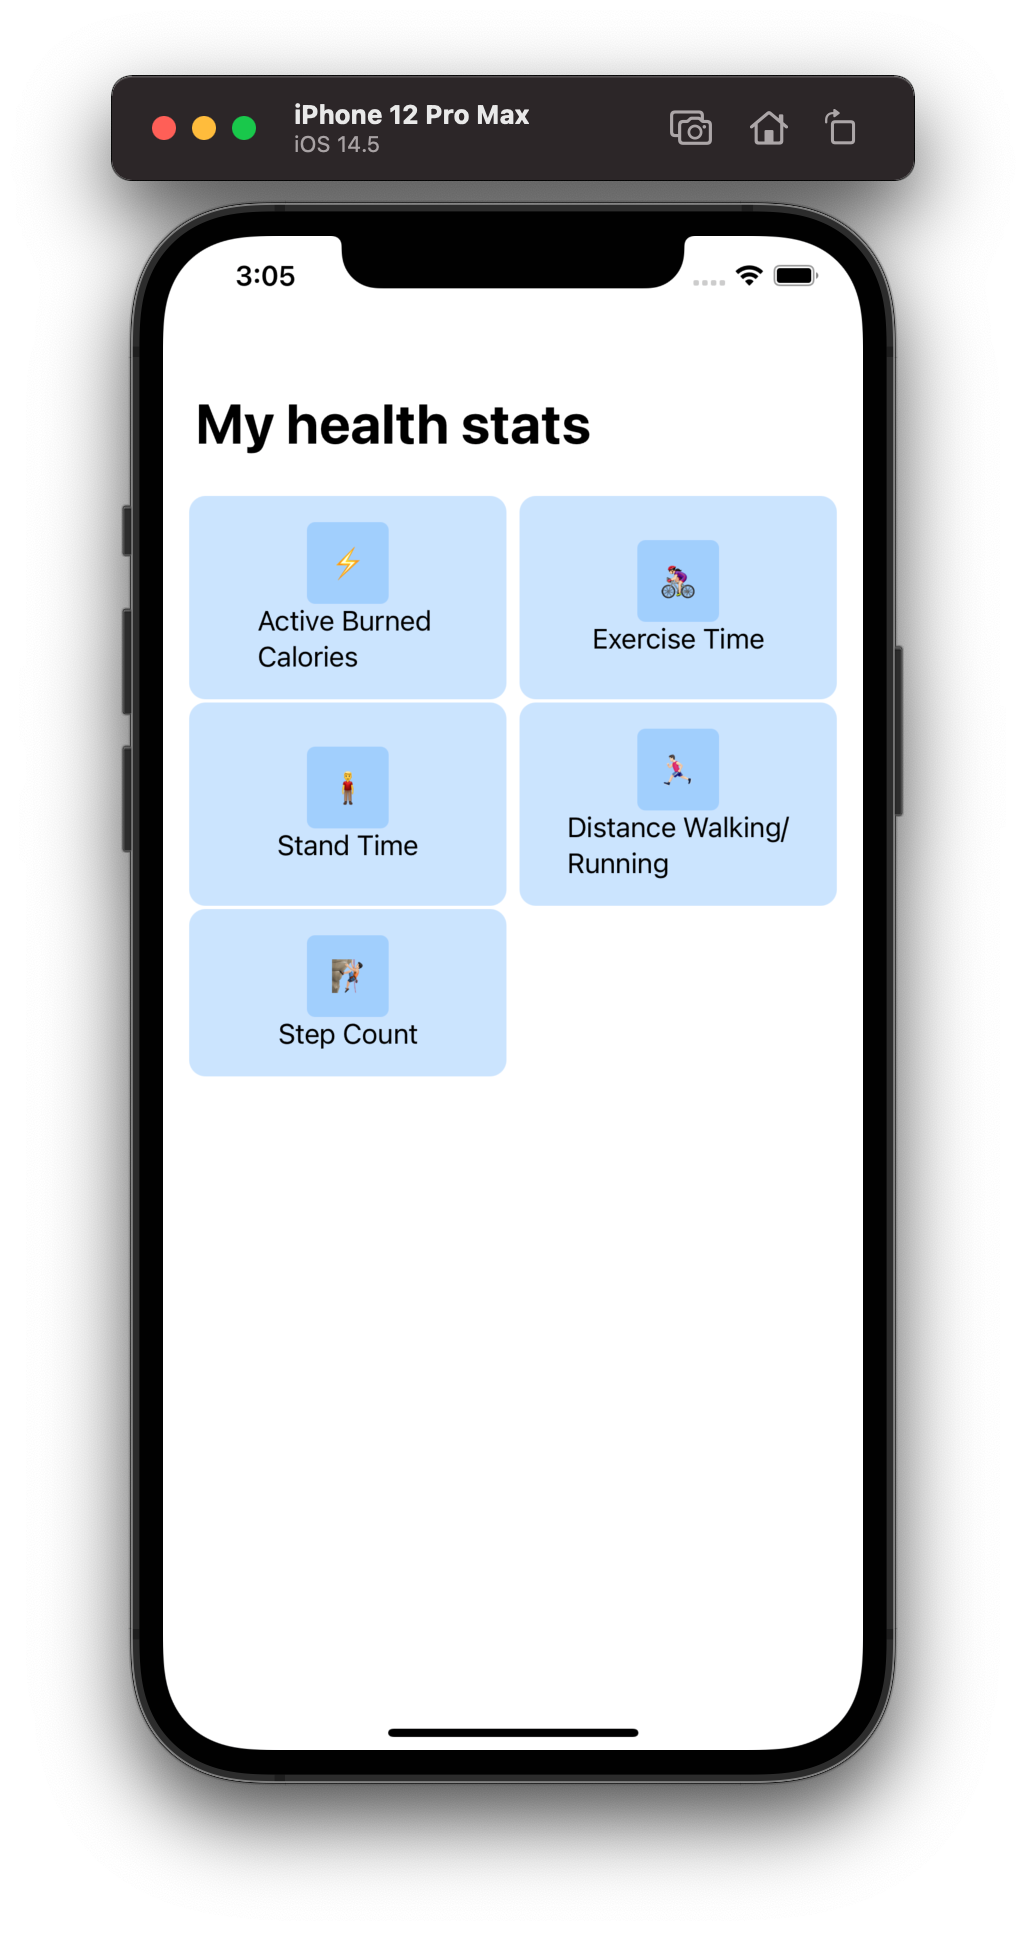 iPhone 12 Pro Max
iOS 14.5
3:05
My health stats
Active Burned
Calories
Exercise Time
Stand Time
Distance Walking/
Running
Step Count